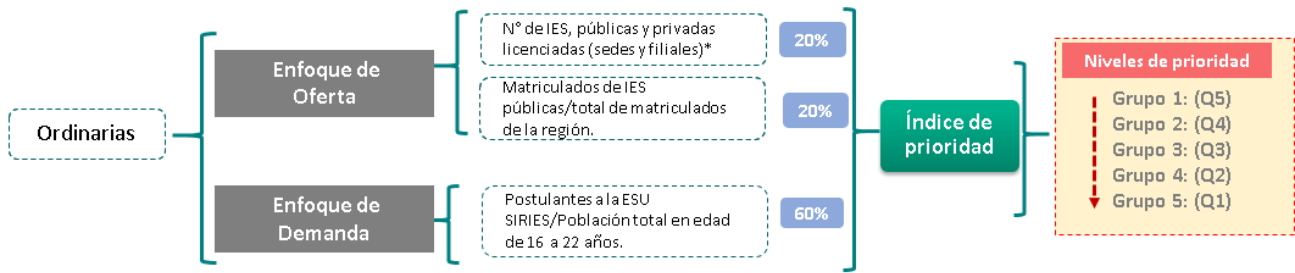 Ordinarias
Enfoque de
Oferta
N° de IES, públicas y privadas
licenciadas (sedes y filiales)*
20%
Matriculados de IES
públicas/total de matriculados
de la región.
20%
Enfoque de
Demanda
Postulantes a la ESU
SIRIES/Población total en edad
de 16 a 22 años.
60%
Índice de
prioridad
Niveles de prioridad
Grupo 1: (Q5)
Grupo 2: (Q4)
Grupo 3: (Q3)
Grupo 4: (Q2)
Grupo 5: (Q1)